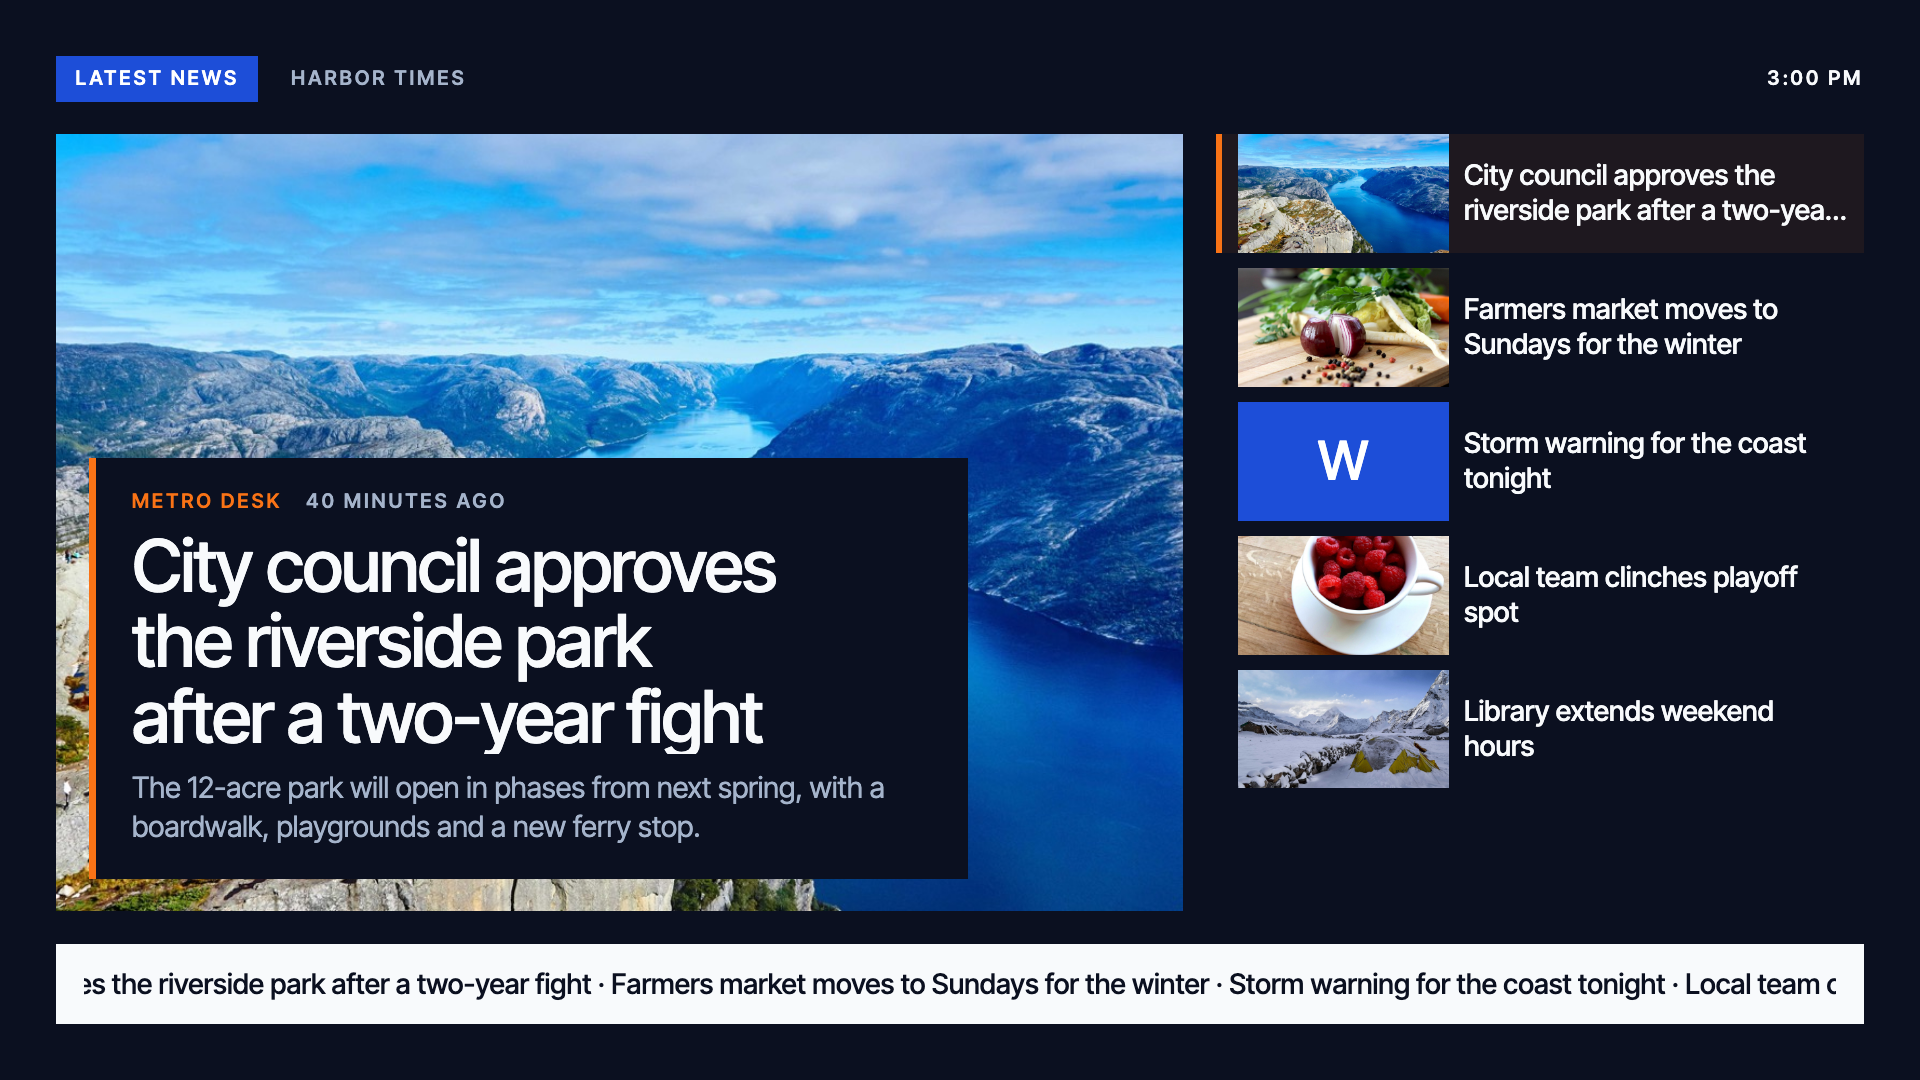 LATEST NEWS
HARBOR TIMES
3:00 PM
METRO DESK 40 MINUTES AGO
City council approves
the riverside park
after a two-year fight
The 12-acre park will open in phases from next spring, with a
boardwalk, playgrounds and a new ferry stop.
City council approves the
riverside park after a two-yea...
Farmers market moves to
Sundays for the winter
W
Storm warning for the coast
tonight
Local team clinches playoff
spot
Library extends weekend
hours
es the riverside park after a two-year fight · Farmers market moves to Sundays for the winter · Storm warning for the coast tonight · Local team